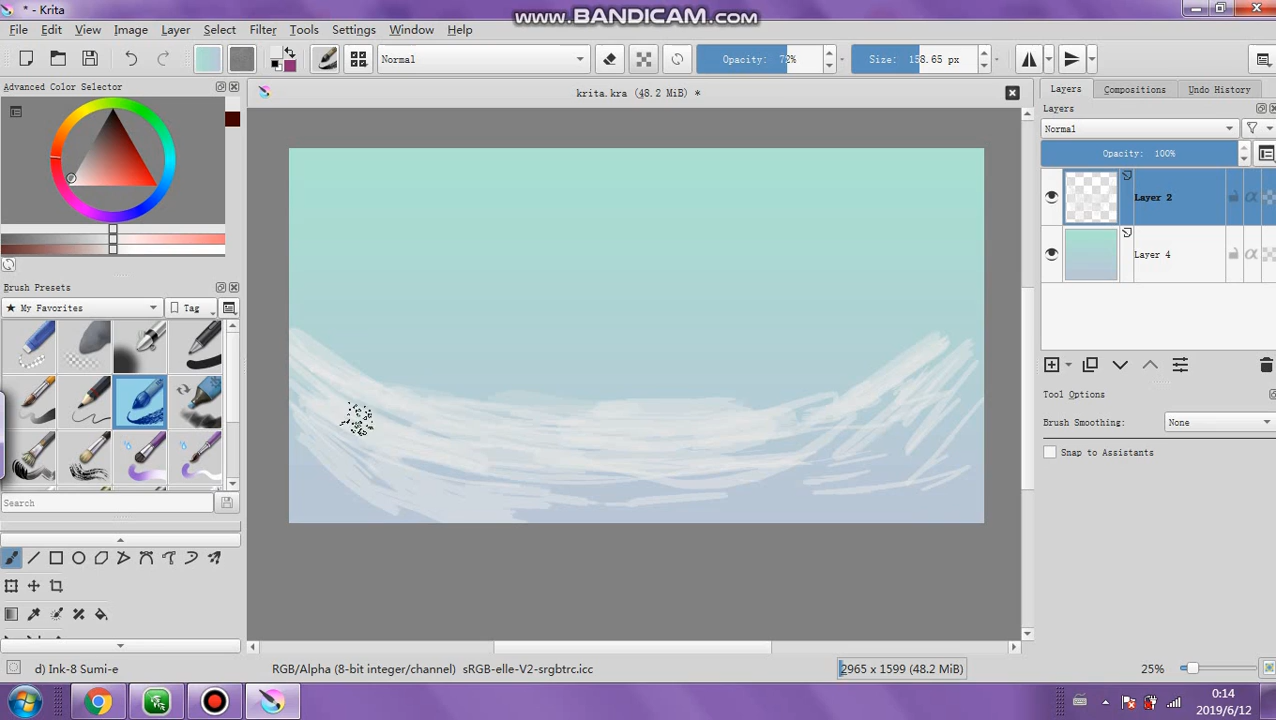 * - Krita
www.BANDICAM.com
File Edit View Image Layer Select Filter Tools Settings Window Help
Normal
Opacity: 72%
Size: 158.65 px
Advanced Color Selector
krita.kra (48.2 MiB) *
Layers Compositions Undo History
Layers
Normal
Opacity: 100%
Layer 2
Layer 4
Brush Presets
★ My Favorites
Tag
Search
Tool Options
Brush Smoothing: None
Snap to Assistants
d) Ink-8 Sumi-e
RGB/Alpha (8-bit integer/channel) sRGB-elle-V2-srgbtrc.icc
2965 x 1599 (48.2 MiB)
25%
0:14
2019/6/12